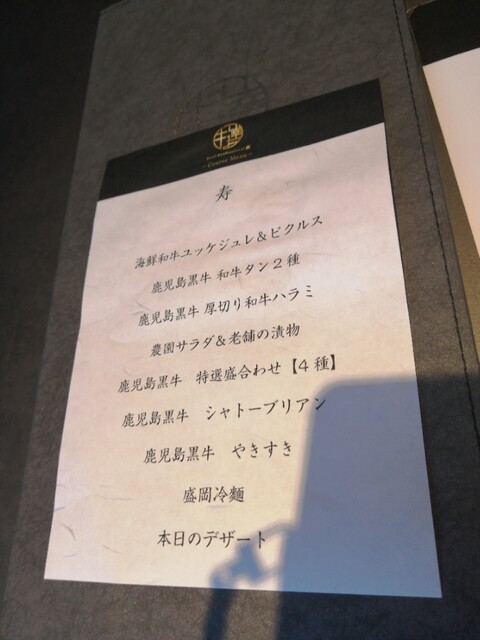 Course Menu
寿
海鮮和牛ユッケジュレ&ピクルス
鹿児島黒牛 和牛タン2種
鹿児島黒牛 厚切り和牛ハラミ
農園サラダ&老舗の漬物
鹿児島黒牛 特選盛合わせ【4種】
鹿児島黒牛 シャトーブリアン
鹿児島黒牛 やきすき
盛岡冷麺
本日のデザート